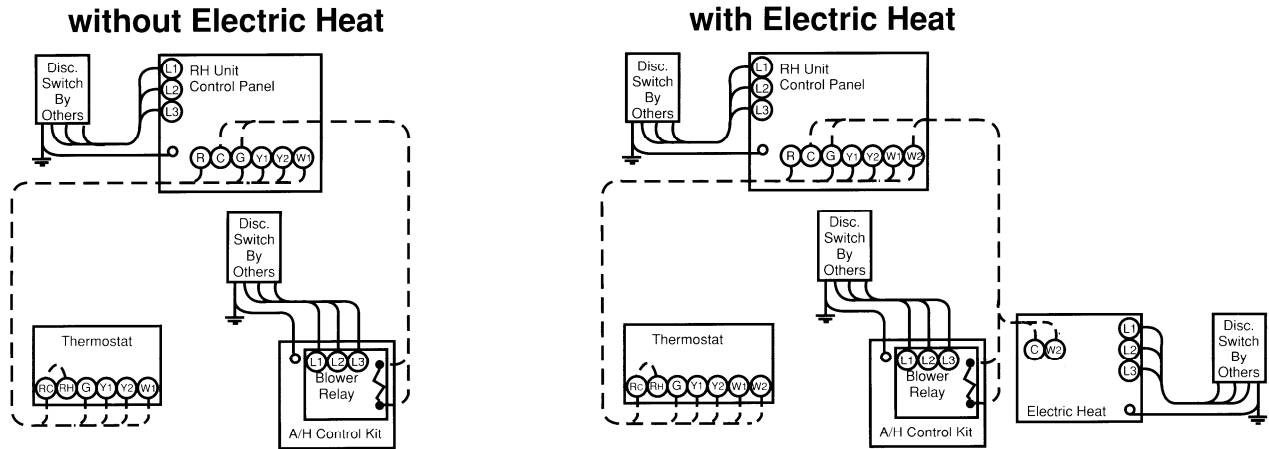 without Electric Heat
Disc.
Switch
By
Others
L1
L2
L3
RH Unit
Control Panel
R C G Y1 Y2 W1
Disc.
Switch
By
Others
Thermostat
RC RH G Y1 Y2 W1
L1 L2 L3
Blower
Relay
A/H Control Kit
with Electric Heat
Disc.
Switch
By
Others
L1
L2
L3
RH Unit
Control Panel
R C G Y1 Y2 W1 W2
Disc.
Switch
By
Others
Thermostat
RC RH G Y1 Y2 W1 W2
L1 L2 L3
Blower
Relay
A/H Control Kit
C W2
L1
L2
L3
Electric Heat
Disc.
Switch
By
Others